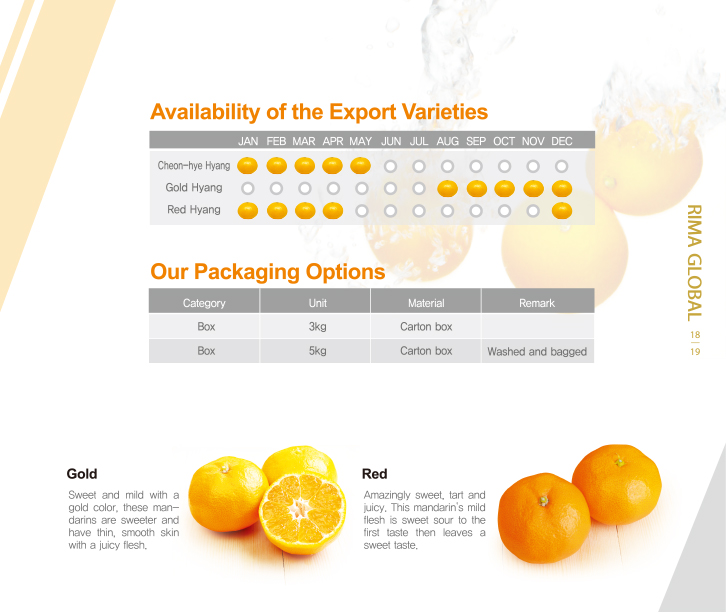 Availability of the Export Varieties
JAN FEB MAR APR MAY JUN JUL AUG SEP OCT NOV DEC
Cheon-hye Hyang
Gold Hyang
Red Hyang
Our Packaging Options
Category Unit Material Remark
Box 3kg Carton box
Box 5kg Carton box Washed and bagged
RIMA GLOBAL
18
19
Gold
Sweet and mild with a
gold color, these man-
darins are sweeter and
have thin, smooth skin
with a juicy flesh.
Red
Amazingly sweet, tart and
juicy. This mandarin's mild
flesh is sweet sour to the
first taste then leaves a
sweet taste.